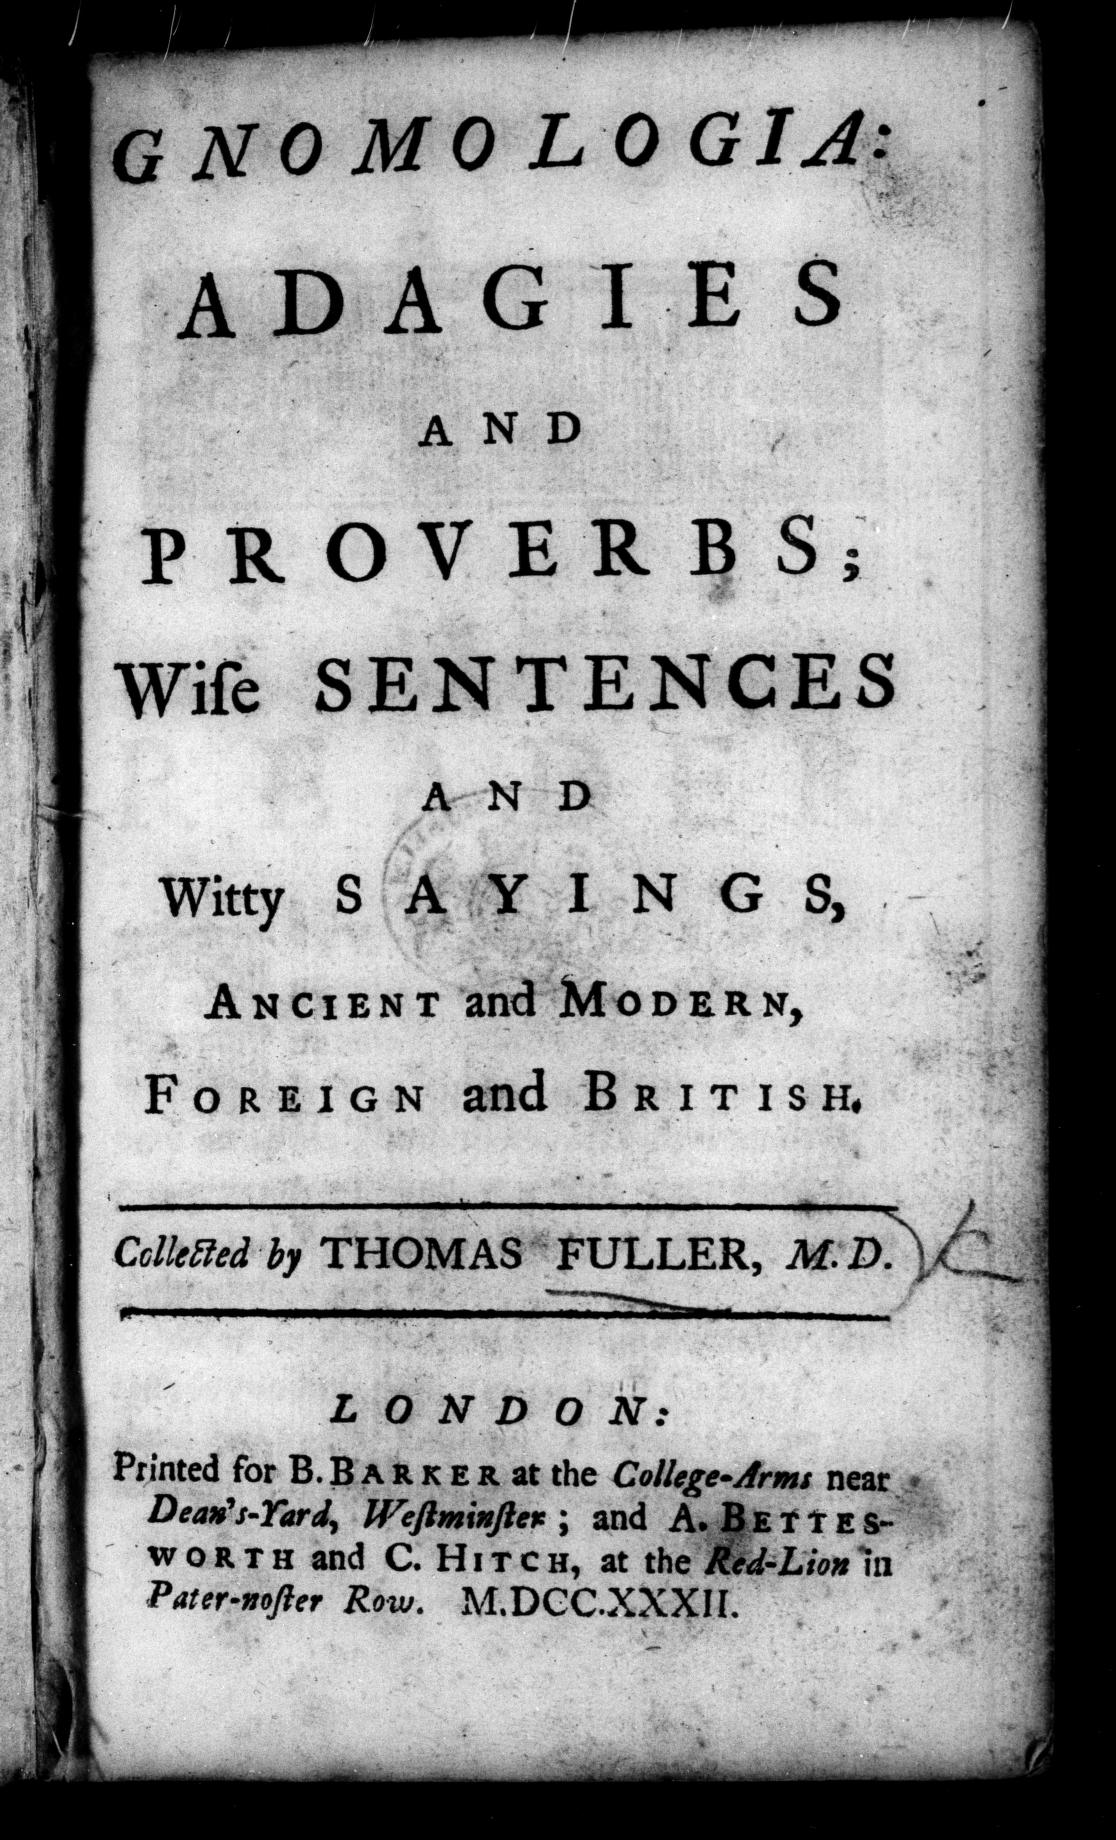 GNOMOLOGIA:
ADAGIES
AND
PROVERBS;
Wiſe SENTENCES
AND
Witty SAYINGS,
ANCIENT and MODERN,
FOREIGN and BRITISH.
Collected by THOMAS FULLER, M.D.
LONDON:
Printed for B. BARKER at the College-Arms near
Dean's-Yard, Weſtminſter; and A. BETTES-
WORTH and C. HITCH, at the Red-Lion in
Pater-noſter Row. M.DCC.XXXII.